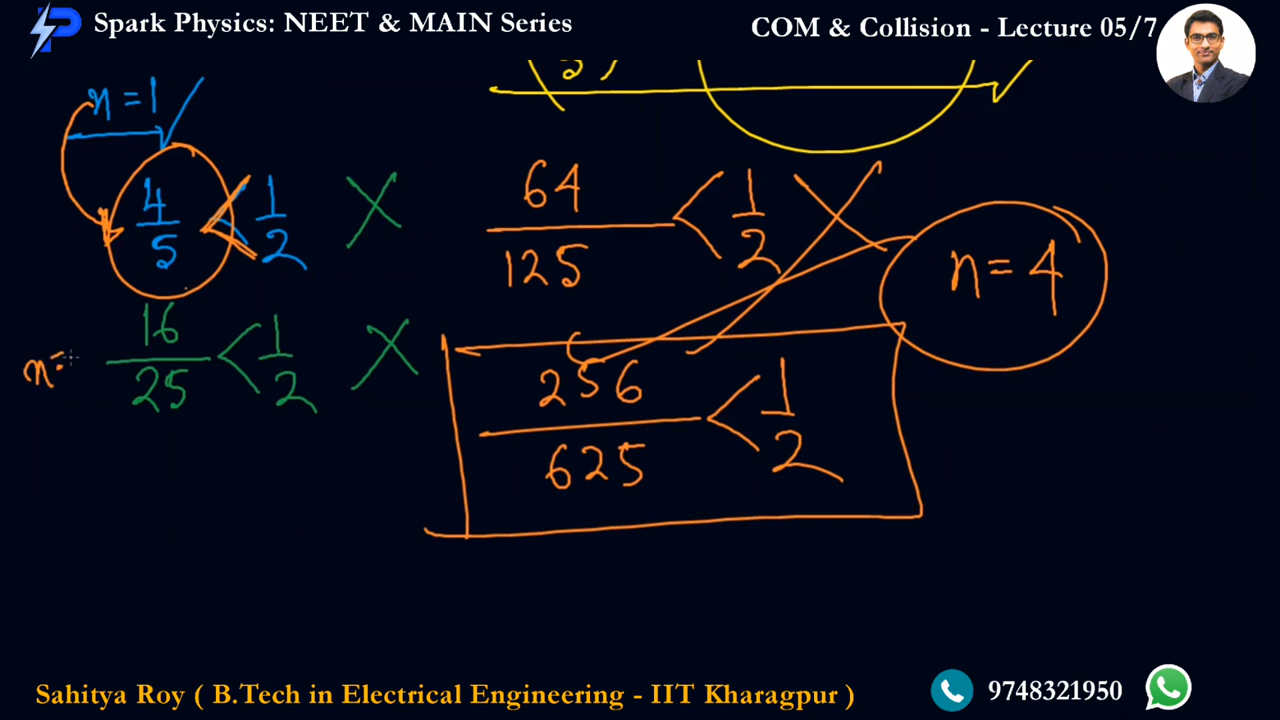 Spark Physics: NEET & MAIN Series
COM & Collision - Lecture 05/7
n=1
4/5 < 1/2
16/25 < 1/2
n=
64/125 < 1/2
256/625 < 1/2
n=4
Sahitya Roy ( B.Tech in Electrical Engineering - IIT Kharagpur )
9748321950